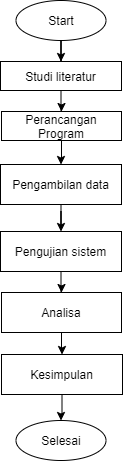 Start
Studi literatur
Perancangan
Program
Pengambilan data
Pengujian sistem
Analisa
Kesimpulan
Selesai